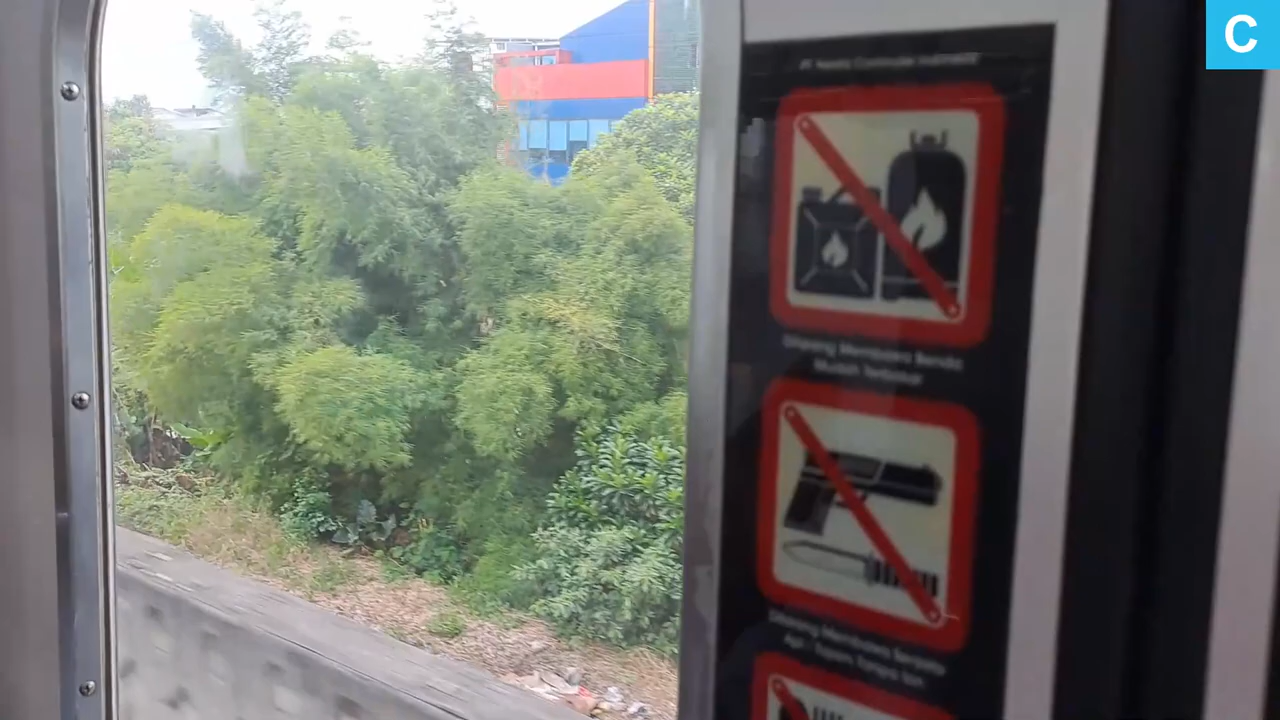 C
PT Kereta Commuter Indonesia
Dilarang Membawa Benda
Mudah Terbakar
Dilarang Membawa Senjata
Api - Tajam, Tanpa Izin